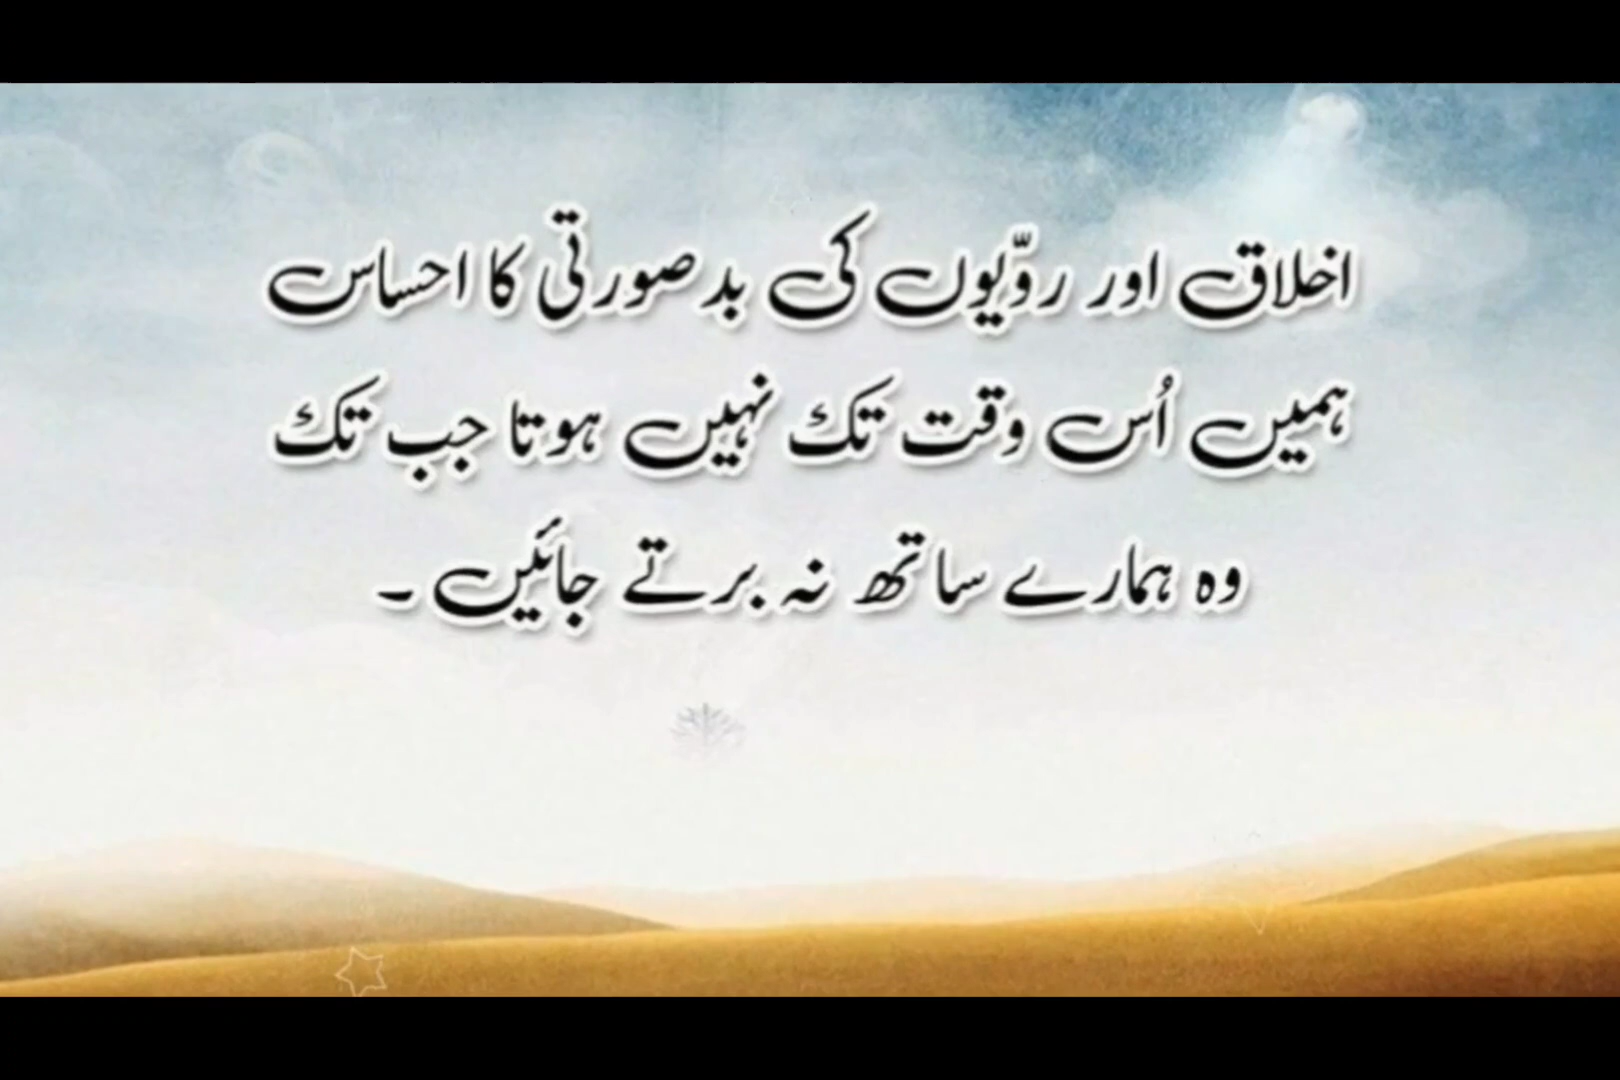 اخلاق اور روّیوں کی بدصورتی کا احساس
ہمیں اُس وقت تک نہیں ہوتا جب تک
وہ ہمارے ساتھ نہ برتے جائیں ۔